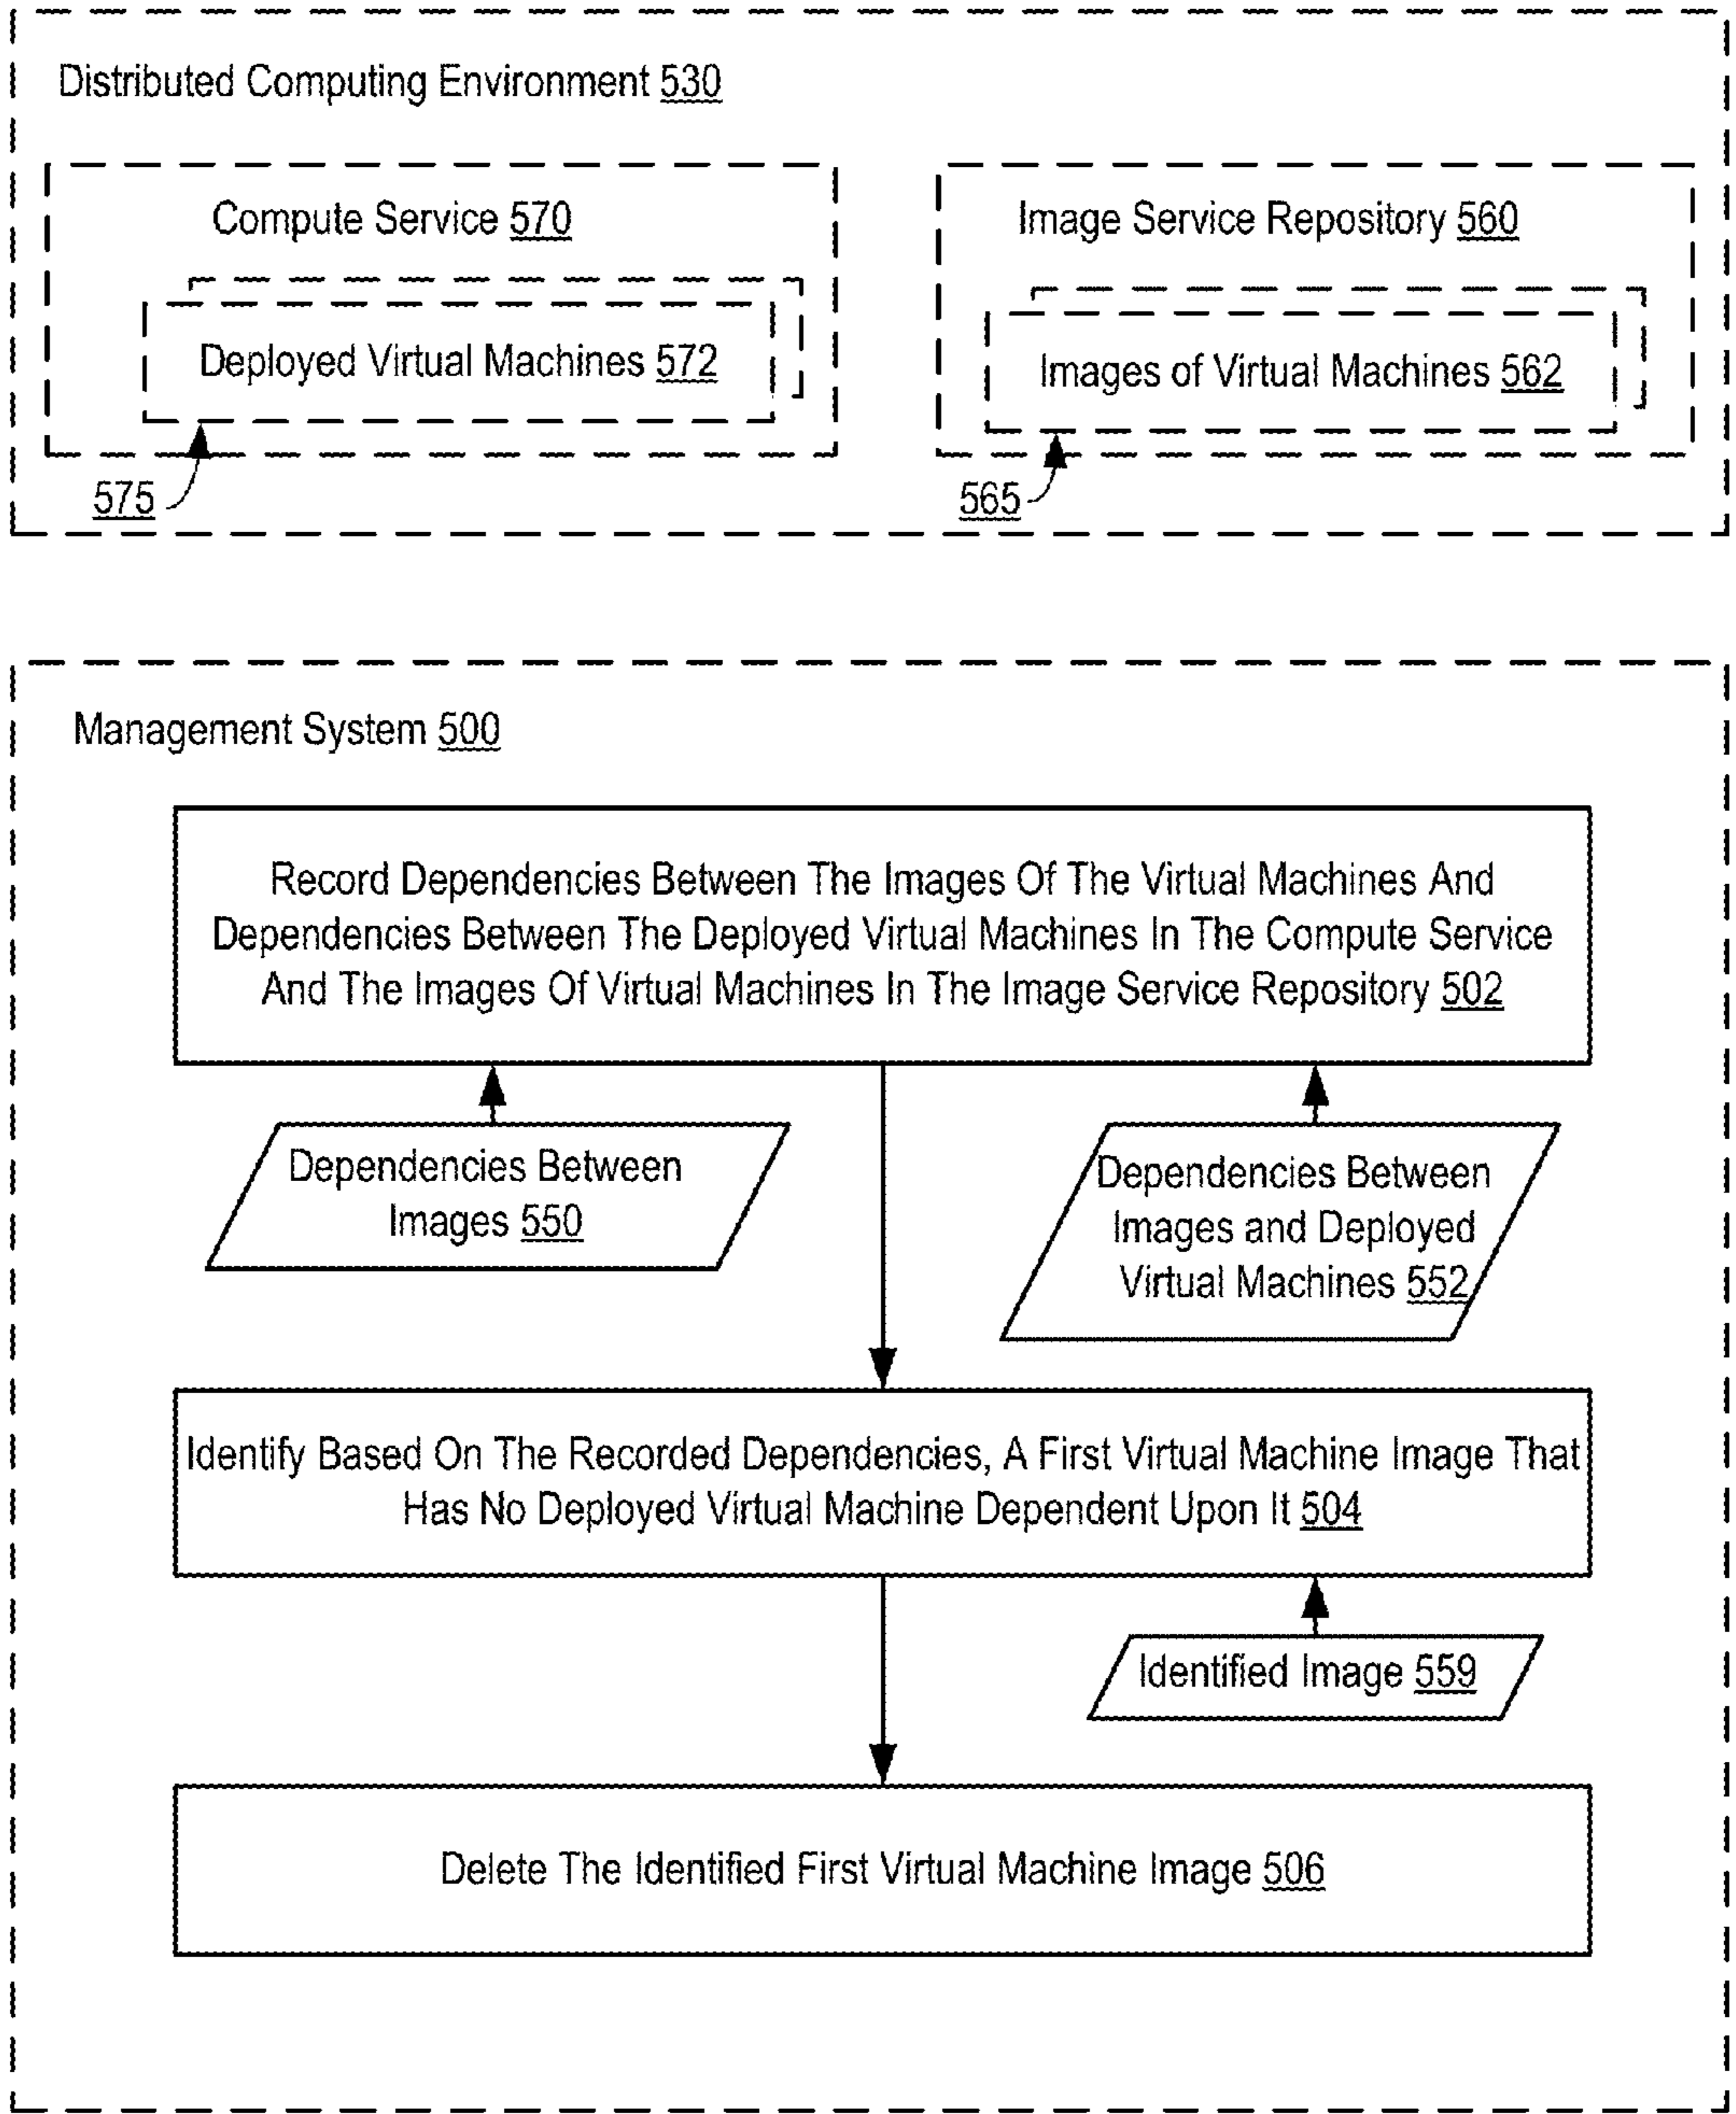 Distributed Computing Environment 530
Compute Service 570
Deployed Virtual Machines 572
575
Image Service Repository 560
Images of Virtual Machines 562
565
Management System 500
Record Dependencies Between The Images Of The Virtual Machines And
Dependencies Between The Deployed Virtual Machines In The Compute Service
And The Images Of Virtual Machines In The Image Service Repository 502
Dependencies Between
Images 550
Dependencies Between
Images and Deployed
Virtual Machines 552
Identify Based On The Recorded Dependencies, A First Virtual Machine Image That
Has No Deployed Virtual Machine Dependent Upon It 504
Identified Image 559
Delete The Identified First Virtual Machine Image 506